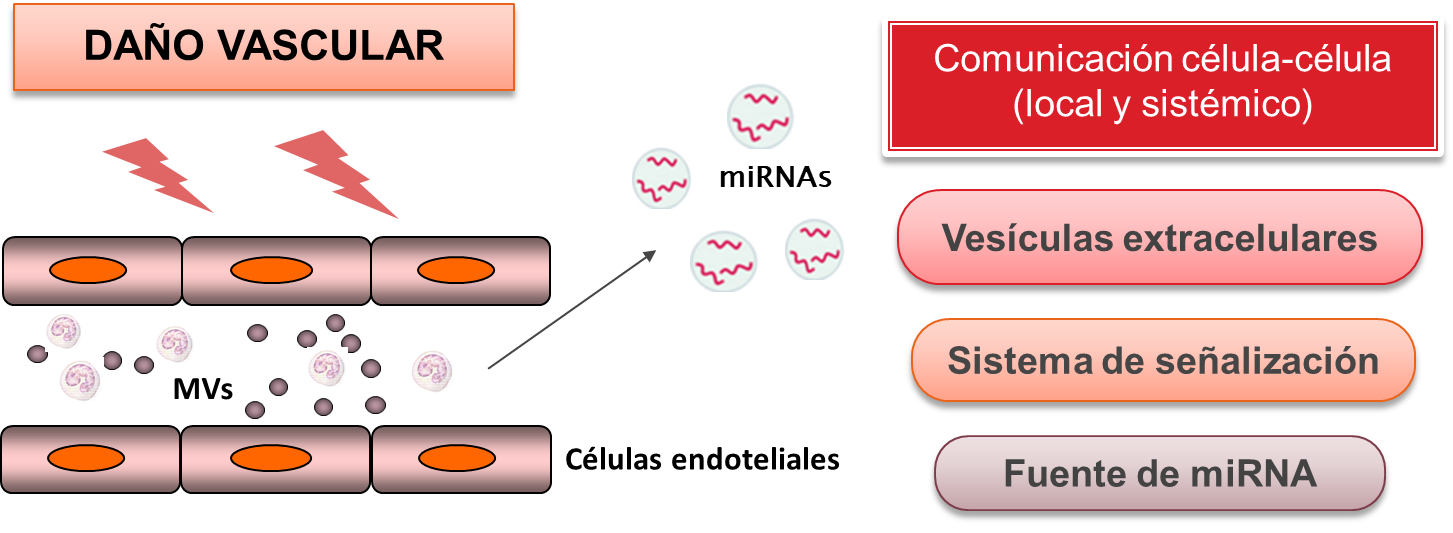 DAÑO VASCULAR
Comunicación célula-célula
(local y sistémico)
miRNAs
Vesículas extracelulares
Sistema de señalización
MVs
Células endoteliales
Fuente de miRNA